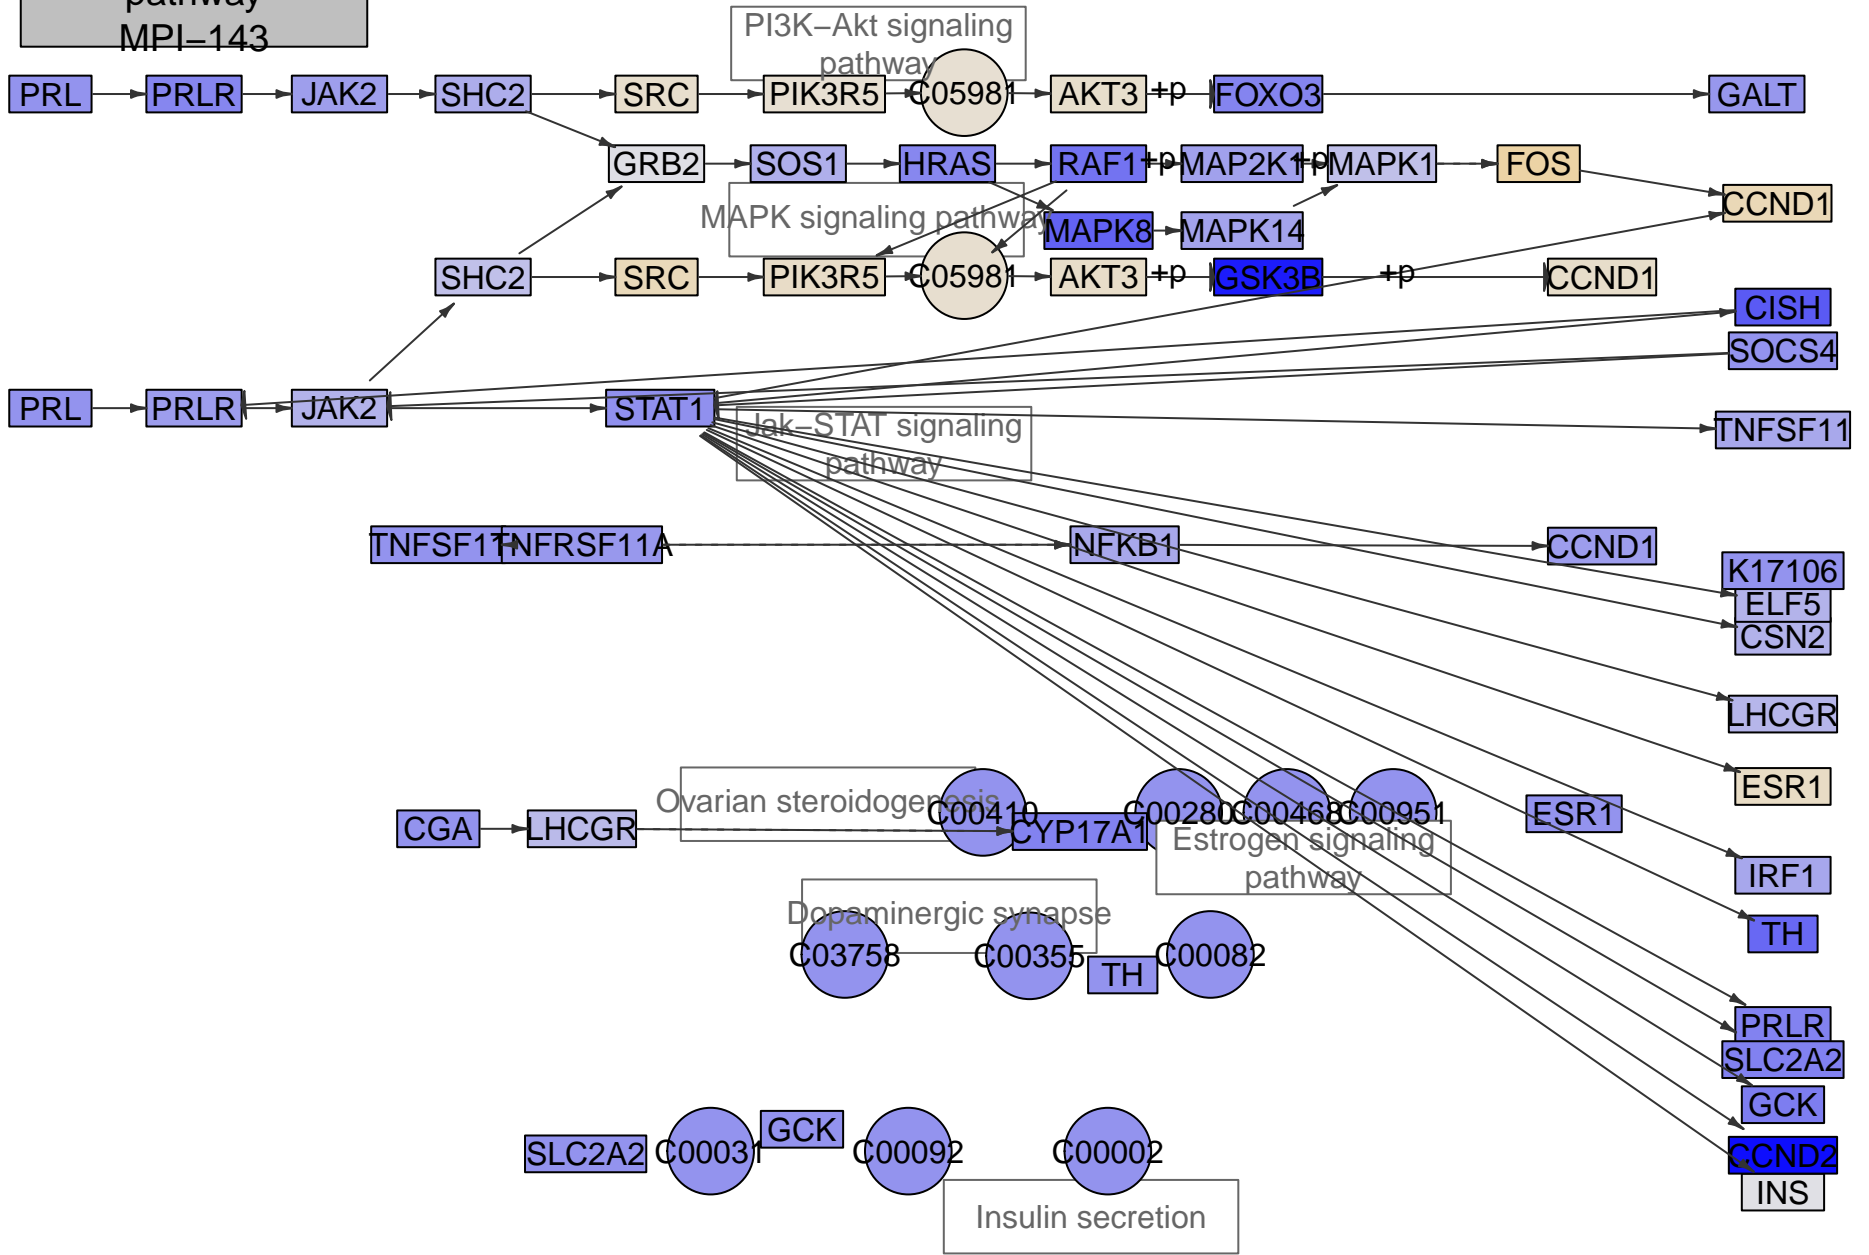 pathway
MPI–143
PI3K–Akt signaling
pathway
PRL
PRLR
JAK2
SHC2
SRC
PIK3R5
C05981
AKT3
+p
FOXO3
GALT
GRB2
SOS1
HRAS
RAF1
+p
MAP2K1
+p
MAPK1
FOS
CCND1
MAPK signaling pathway
MAPK8
MAPK14
SHC2
SRC
PIK3R5
C05981
AKT3
+p
GSK3B
+p
CCND1
CISH
SOCS4
PRL
PRLR
JAK2
STAT1
Jak–STAT signaling
pathway
TNFSF11
TNFSF11
TNFRSF11A
NFKB1
CCND1
K17106
ELF5
CSN2
LHCGR
ESR1
Ovarian steroidogenesis
C00410
C00280
C00468
C00951
ESR1
CGA
LHCGR
CYP17A1
Estrogen signaling
pathway
IRF1
Dopaminergic synapse
TH
C03758
C00355
TH
C00082
PRLR
SLC2A2
GCK
SLC2A2
C00031
GCK
C00092
C00002
CCND2
INS
Insulin secretion